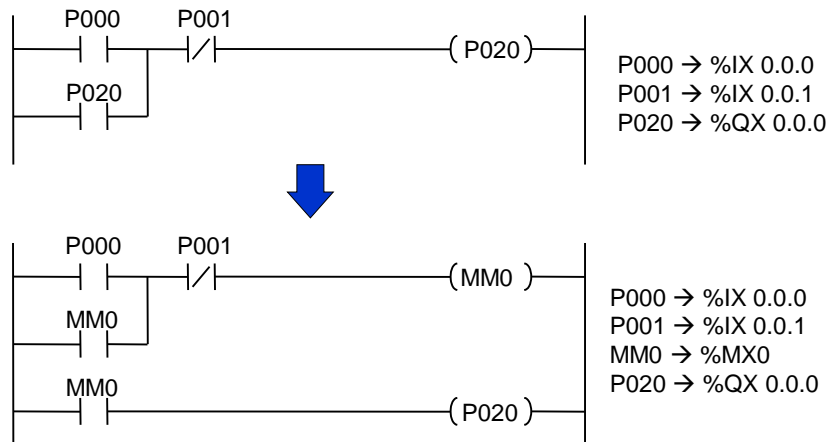 P000 P001
( P020 )
P020
P000 → %IX 0.0.0
P001 → %IX 0.0.1
P020 → %QX 0.0.0
P000 P001
(MM0 )
MM0
MM0
( P020 )
P000 → %IX 0.0.0
P001 → %IX 0.0.1
MM0 → %MX0
P020 → %QX 0.0.0